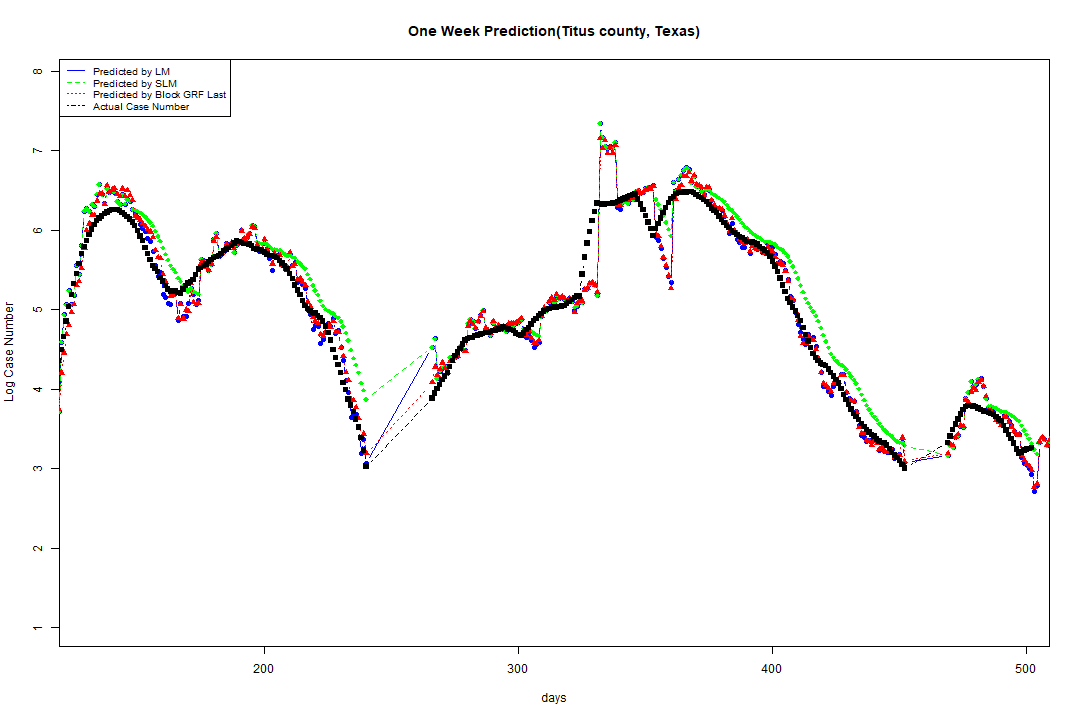 One Week Prediction(Titus county, Texas)
Predicted by LM
Predicted by SLM
Predicted by Block GRF Last
Actual Case Number
8
7
6
5
4
3
2
1
Log Case Number
200 300 400 500
days